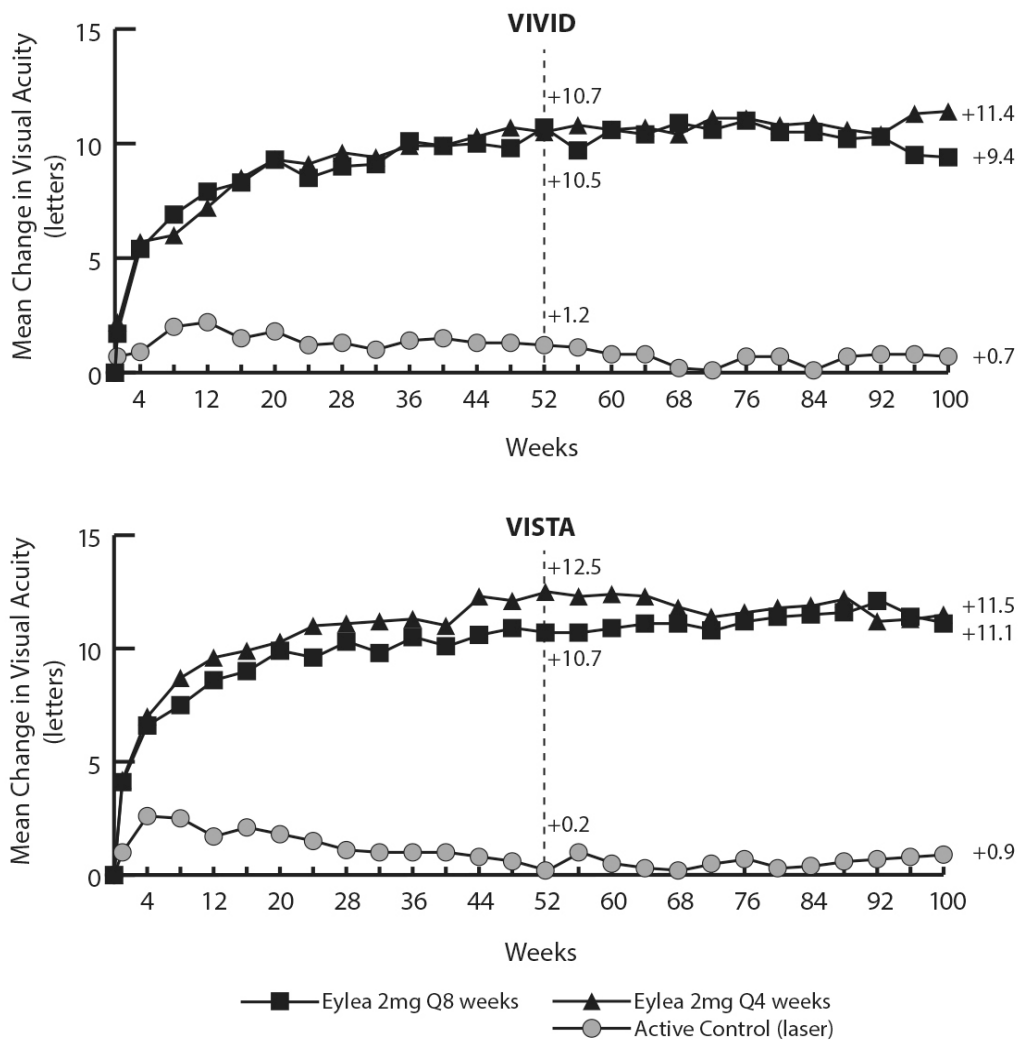 VIVID
15
10
5
0
Mean Change in Visual Acuity
(letters)
+10.7
+10.5
+1.2
+11.4
+9.4
+0.7
4 12 20 28 36 44 52 60 68 76 84 92 100
Weeks
VISTA
15
10
5
0
Mean Change in Visual Acuity
(letters)
+12.5
+10.7
+0.2
+11.5
+11.1
+0.9
4 12 20 28 36 44 52 60 68 76 84 92 100
Weeks
Eylea 2mg Q8 weeks
Eylea 2mg Q4 weeks
Active Control (laser)